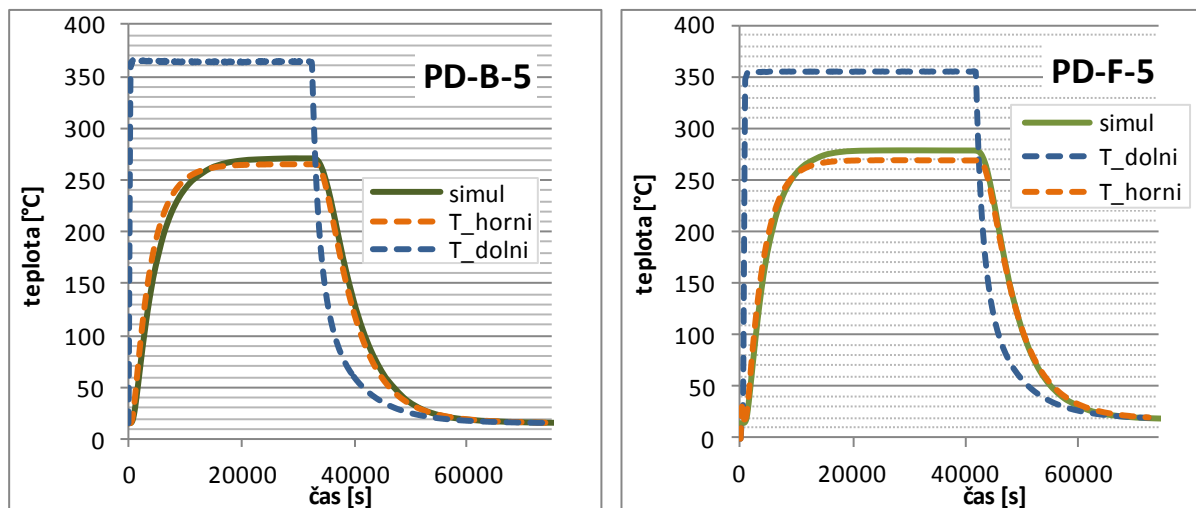 PD-B-5
teplota [°C]
400
350
300
250
200
150
100
50
0
simul
T_horni
T_dolni
0 20000 40000 60000
čas [s]
PD-F-5
teplota [°C]
400
350
300
250
200
150
100
50
0
simul
T_dolni
T_horni
0 20000 40000 60000
čas [s]